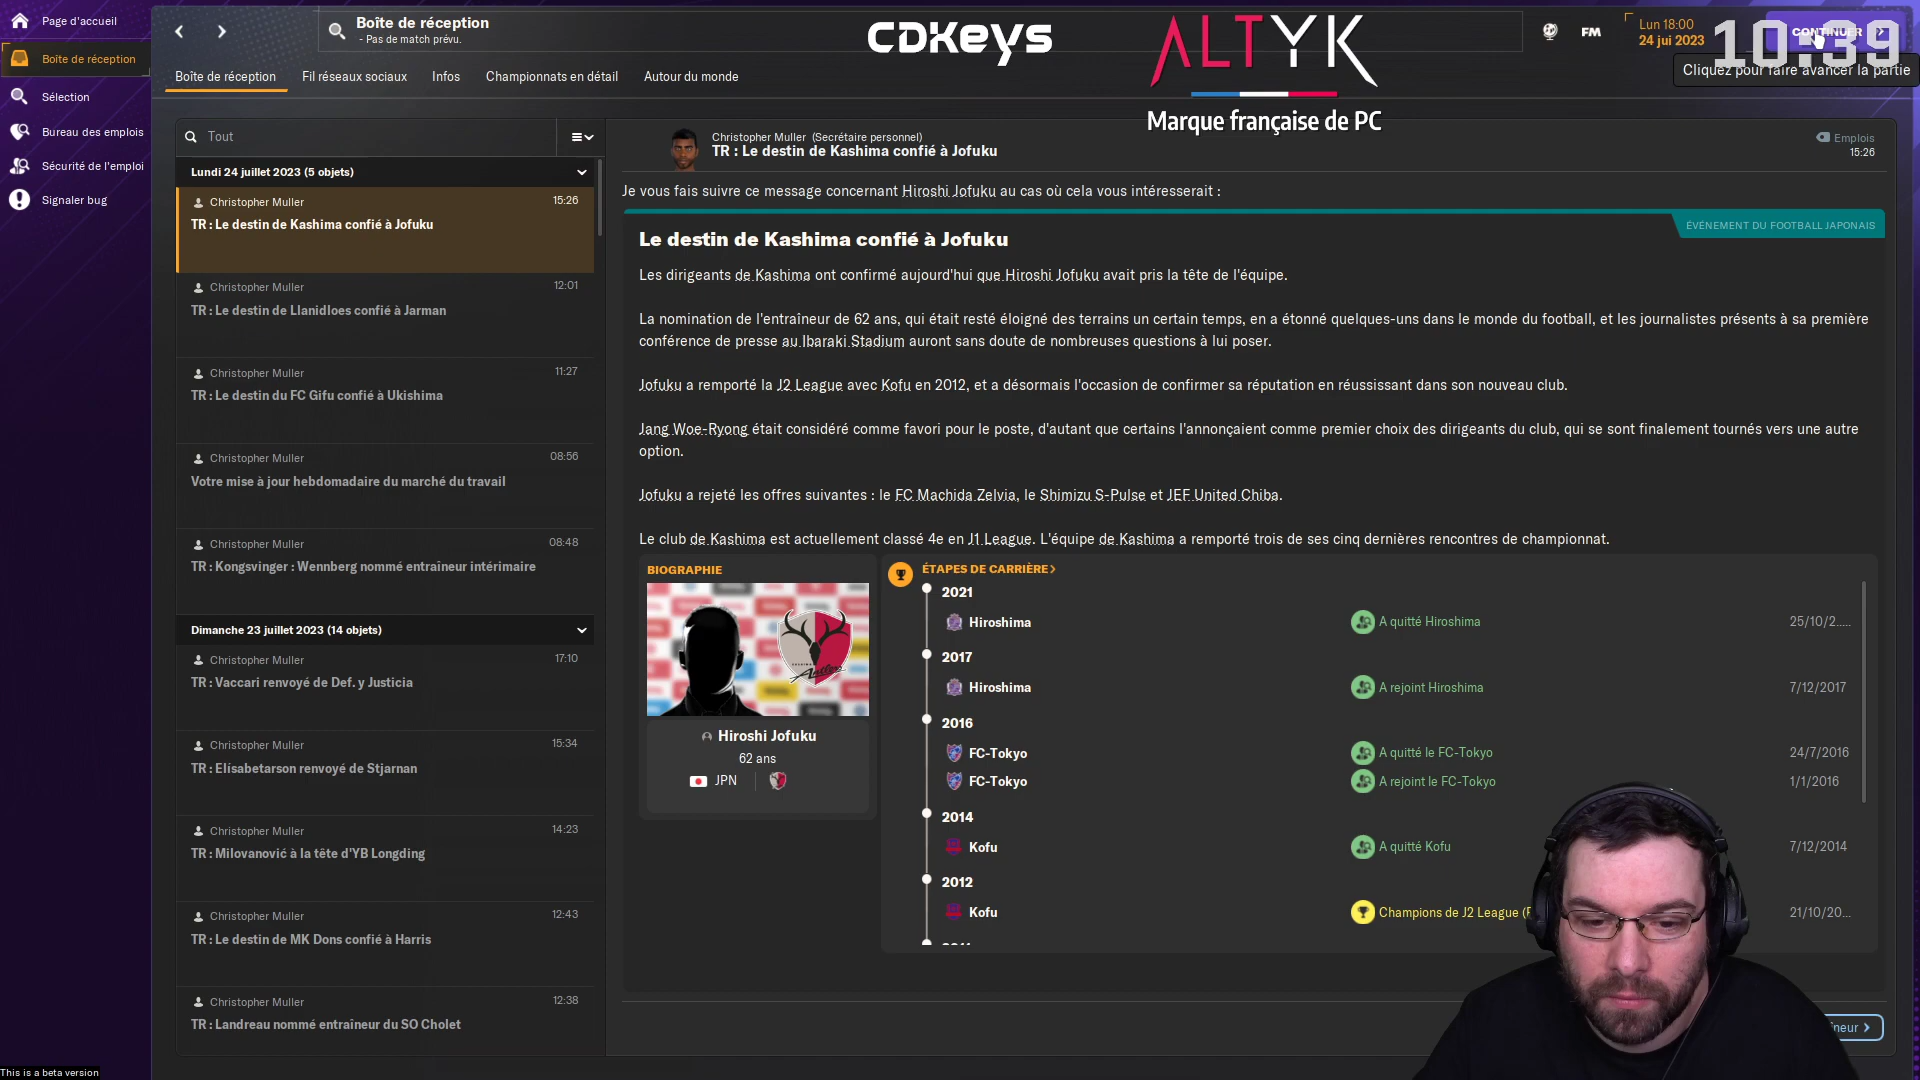 Page d'accueil
Boîte de réception
Sélection
Bureau des emplois
Sécurité de l'emploi
Signaler bug
Boîte de réception
- Pas de match prévu.
CDKeys
ALTYK
Marque française de PC
FM
Lun 18:00
24 jui 2023
CONTINUER
10:39
Cliquez pour faire avancer la partie
Boîte de réception
Fil réseaux sociaux
Infos
Championnats en détail
Autour du monde
Tout
Lundi 24 juillet 2023 (5 objets)
Christopher Muller 15:26
TR : Le destin de Kashima confié à Jofuku
Christopher Muller 12:01
TR : Le destin de Llanidloes confié à Jarman
Christopher Muller 11:27
TR : Le destin du FC Gifu confié à Ukishima
Christopher Muller 08:56
Votre mise à jour hebdomadaire du marché du travail
Christopher Muller 08:48
TR : Kongsvinger : Wennberg nommé entraîneur intérimaire
Dimanche 23 juillet 2023 (14 objets)
Christopher Muller 17:10
TR : Vaccari renvoyé de Def. y Justicia
Christopher Muller 15:34
TR : Elísabetarson renvoyé de Stjarnan
Christopher Muller 14:23
TR : Milovanović à la tête d'YB Longding
Christopher Muller 12:43
TR : Le destin de MK Dons confié à Harris
Christopher Muller 12:38
TR : Landreau nommé entraîneur du SO Cholet
Christopher Muller (Secrétaire personnel)
TR : Le destin de Kashima confié à Jofuku
Emplois
15:26
Je vous fais suivre ce message concernant Hiroshi Jofuku au cas où cela vous intéresserait :
ÉVÉNEMENT DU FOOTBALL JAPONAIS
Le destin de Kashima confié à Jofuku
Les dirigeants de Kashima ont confirmé aujourd'hui que Hiroshi Jofuku avait pris la tête de l'équipe.
La nomination de l'entraîneur de 62 ans, qui était resté éloigné des terrains un certain temps, en a étonné quelques-uns dans le monde du football, et les journalistes présents à sa première
conférence de presse au Ibaraki Stadium auront sans doute de nombreuses questions à lui poser.
Jofuku a remporté la J2 League avec Kofu en 2012, et a désormais l'occasion de confirmer sa réputation en réussissant dans son nouveau club.
Jang Woe-Ryong était considéré comme favori pour le poste, d'autant que certains l'annonçaient comme premier choix des dirigeants du club, qui se sont finalement tournés vers une autre
option.
Jofuku a rejeté les offres suivantes : le FC Machida Zelvia, le Shimizu S-Pulse et JEF United Chiba.
Le club de Kashima est actuellement classé 4e en J1 League. L'équipe de Kashima a remporté trois de ses cinq dernières rencontres de championnat.
BIOGRAPHIE
Hiroshi Jofuku
62 ans
JPN
ÉTAPES DE CARRIÈRE
2021
Hiroshima A quitté Hiroshima 25/10/2.....
2017
Hiroshima A rejoint Hiroshima 7/12/2017
2016
FC-Tokyo A quitté le FC-Tokyo 24/7/2016
FC-Tokyo A rejoint le FC-Tokyo 1/1/2016
2014
Kofu A quitté Kofu 7/12/2014
2012
Kofu Champions de J2 League 21/10/20...
This is a beta version